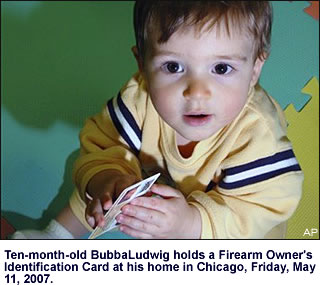 AP
Ten-month-old BubbaLudwig holds a Firearm Owner's
Identification Card at his home in Chicago, Friday, May
11, 2007.